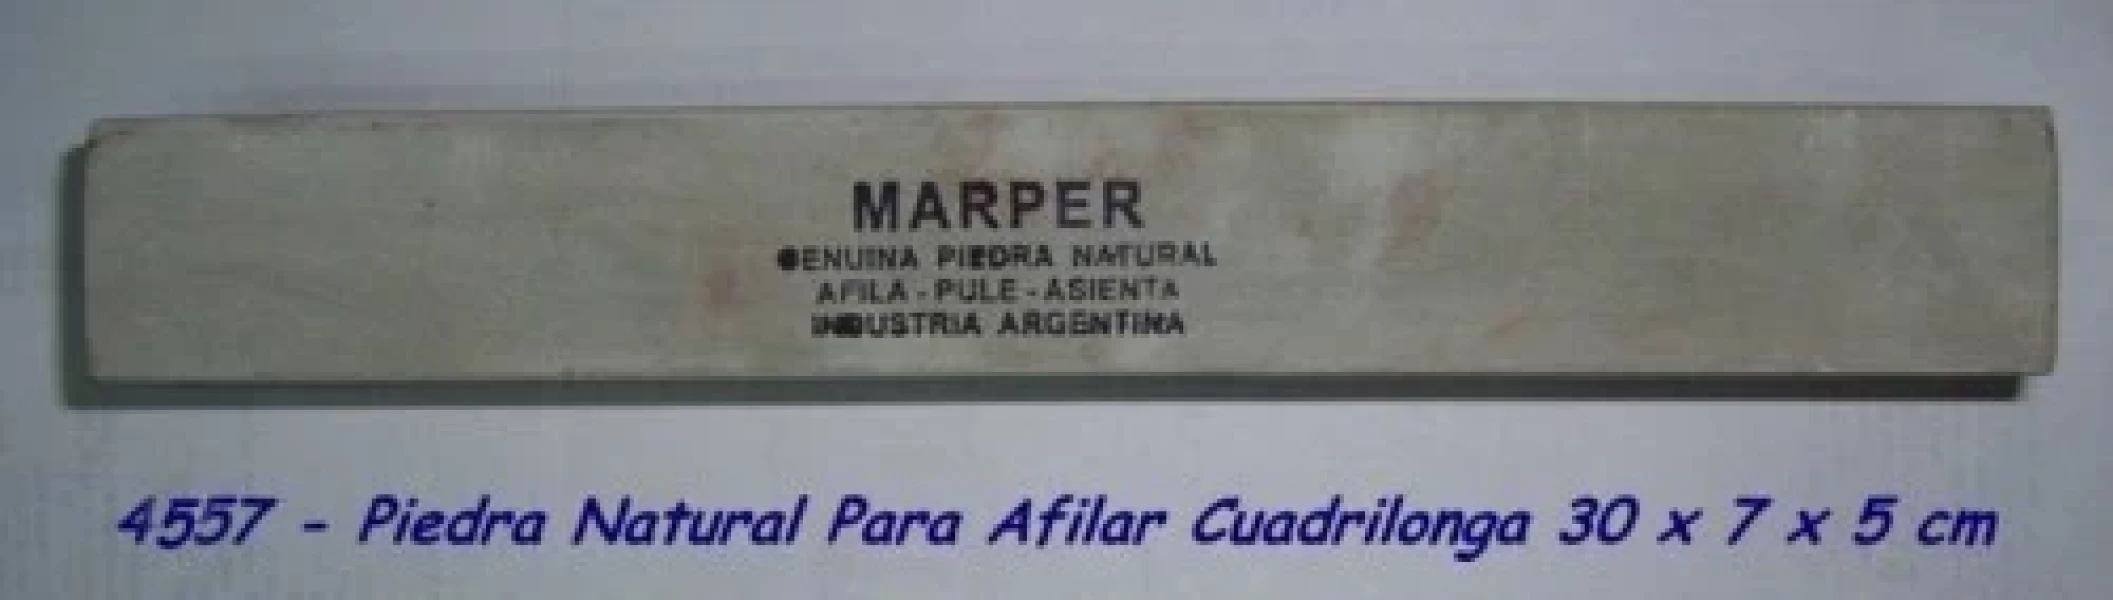 MARPER
GENUINA PIEDRA NATURAL
AFILA - PULE - ASIENTA
INDUSTRIA ARGENTINA
4557 - Piedra Natural Para Afilar Cuadrilonga 30 x 7 x 5 cm